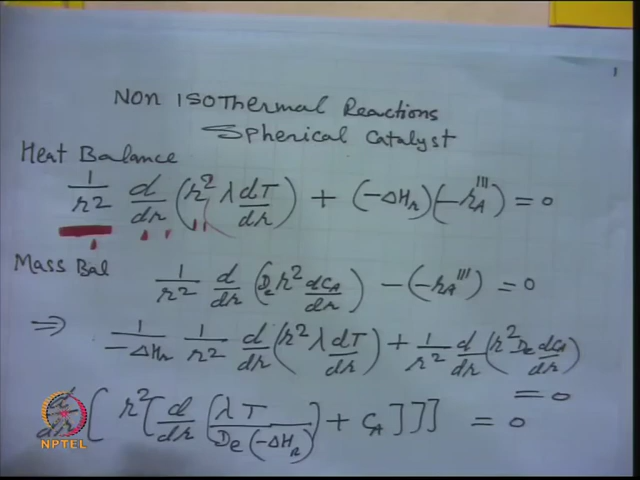 1
Non Isothermal Reactions
Spherical Catalyst
Heat Balance
1/r² d/dr (r² λ dT/dr) + (-ΔHr)(-rA''') = 0
Mass Bal 1/r² d/dr (De r² dCA/dr) - (-rA''') = 0
⇒ 1/-ΔHr 1/r² d/dr (r² λ dT/dr) + 1/r² d/dr (r² De dCA/dr) = 0
d/dr [ r² [ d/dr (λT/De(-ΔHr)) + CA ] ] ] = 0
NPTEL